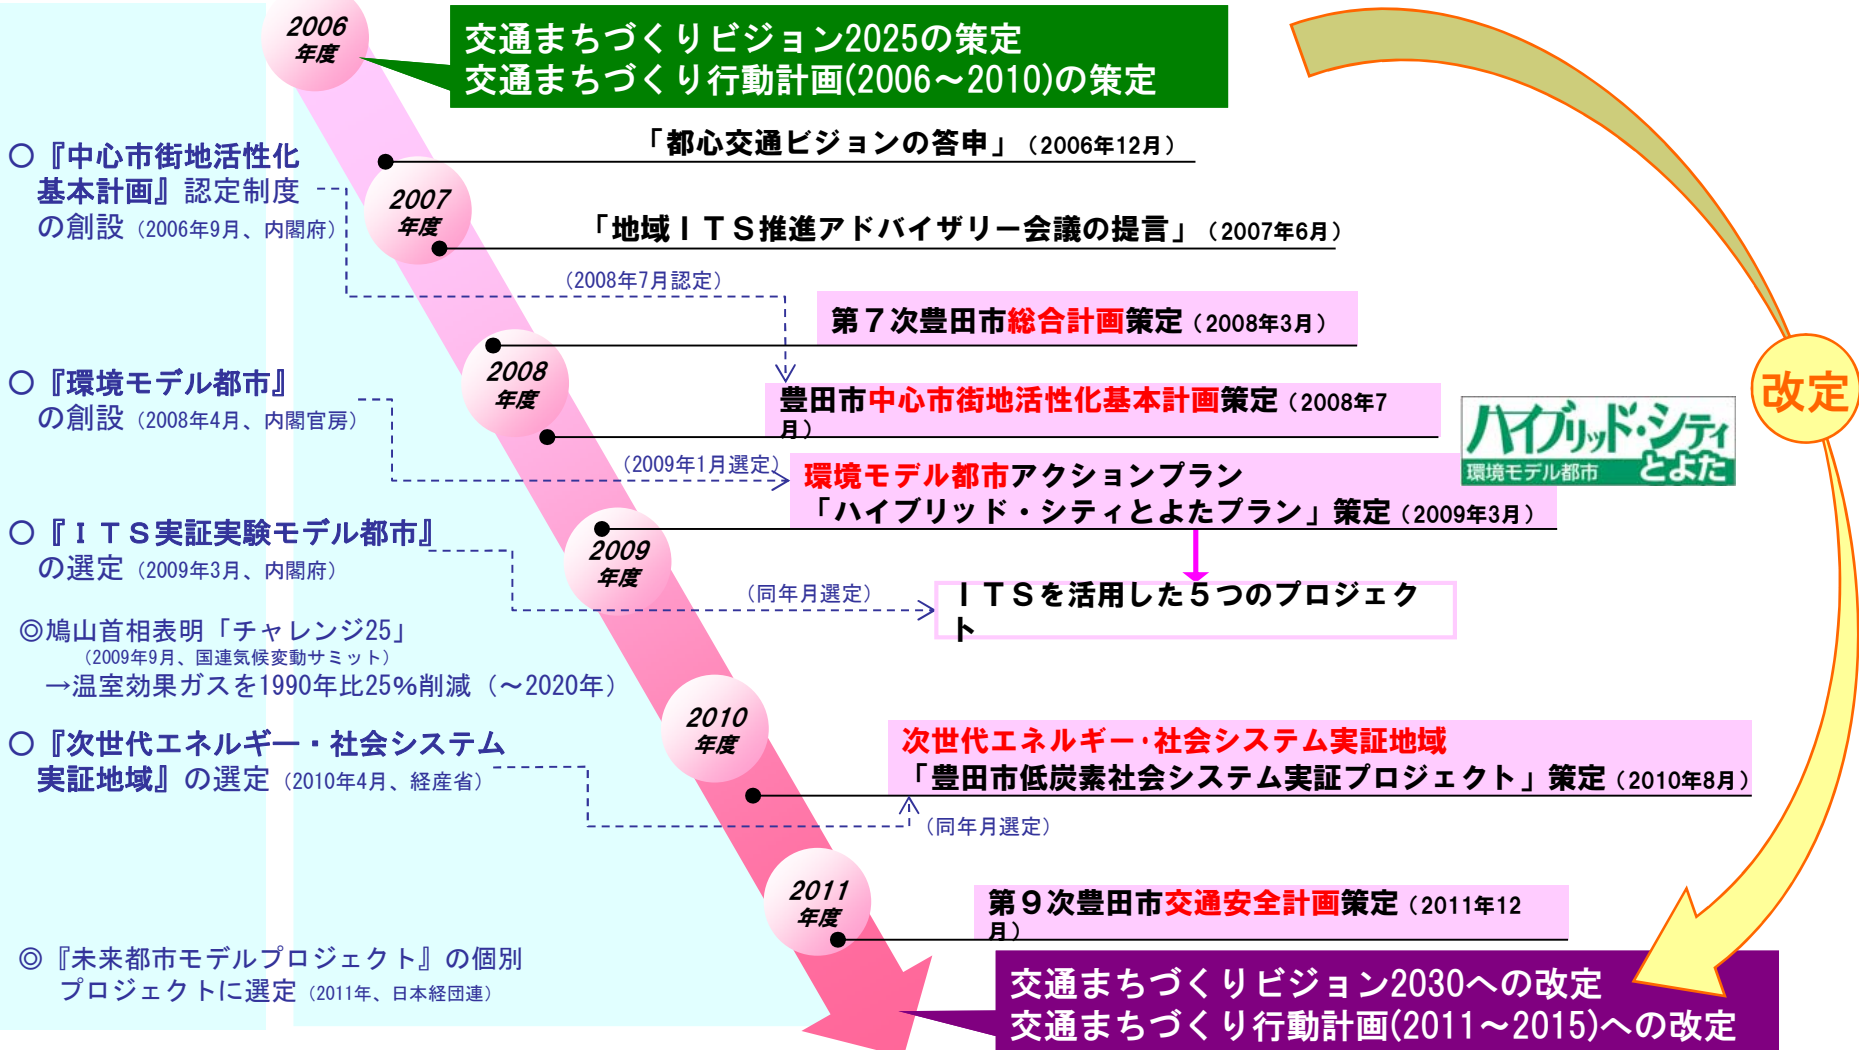 2006
年度
交通まちづくりビジョン2025の策定
交通まちづくり行動計画(2006～2010)の策定
「都心交通ビジョンの答申」（2006年12月）
○『中心市街地活性化
基本計画』認定制度
の創設（2006年9月、内閣府）
2007
年度
「地域ＩＴＳ推進アドバイザリー会議の提言」（2007年6月）
（2008年7月認定）
第７次豊田市総合計画策定（2008年3月）
2008
年度
○『環境モデル都市』
の創設（2008年4月、内閣官房）
豊田市中心市街地活性化基本計画策定（2008年7
月）
改定
ハイブリッド・シティ
環境モデル都市 とよた
（2009年1月選定）
環境モデル都市アクションプラン
「ハイブリッド・シティとよたプラン」策定（2009年3月）
○『ＩＴＳ実証実験モデル都市』
の選定（2009年3月、内閣府）
2009
年度
（同年月選定）
ＩＴＳを活用した５つのプロジェク
ト
◎鳩山首相表明「チャレンジ25」
（2009年9月、国連気候変動サミット）
→温室効果ガスを1990年比25%削減（～2020年）
2010
年度
○『次世代エネルギー・社会システム
実証地域』の選定（2010年4月、経産省）
次世代エネルギー・社会システム実証地域
「豊田市低炭素社会システム実証プロジェクト」策定（2010年8月）
（同年月選定）
2011
年度
第９次豊田市交通安全計画策定（2011年12
月）
◎『未来都市モデルプロジェクト』の個別
プロジェクトに選定（2011年、日本経団連）
交通まちづくりビジョン2030への改定
交通まちづくり行動計画(2011～2015)への改定